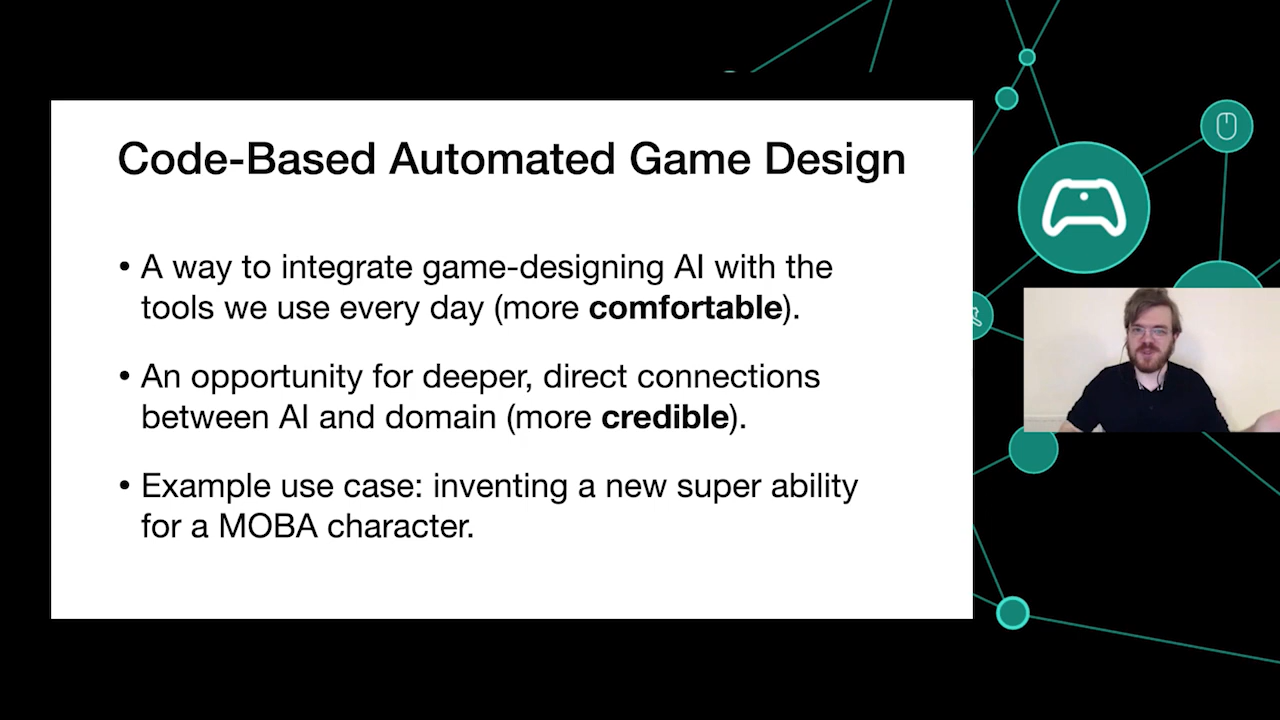 Code-Based Automated Game Design
• A way to integrate game-designing AI with the
tools we use every day (more comfortable).
• An opportunity for deeper, direct connections
between AI and domain (more credible).
• Example use case: inventing a new super ability
for a MOBA character.